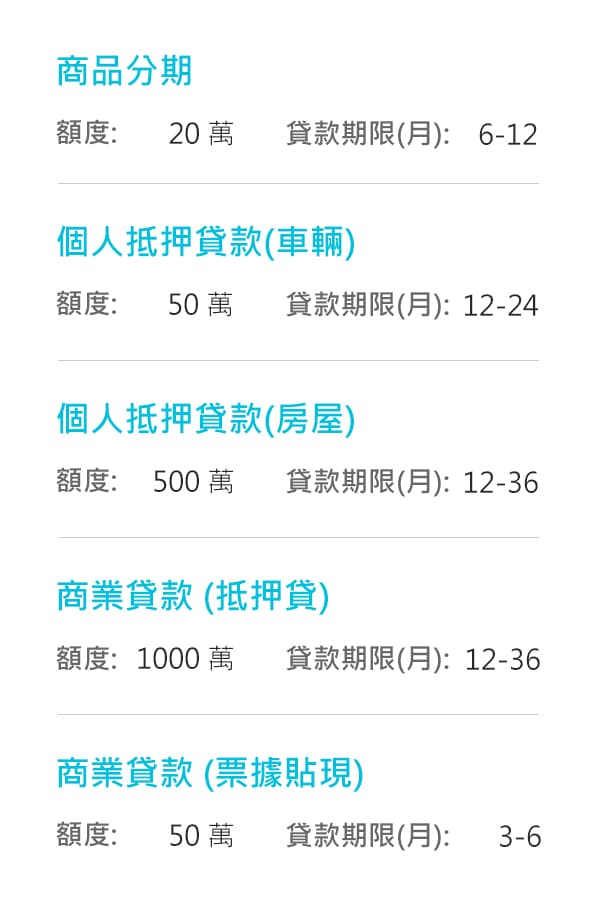 商品分期
額度: 20 萬 貸款期限(月): 6-12
個人抵押貸款(車輛)
額度: 50 萬 貸款期限(月): 12-24
個人抵押貸款(房屋)
額度: 500 萬 貸款期限(月): 12-36
商業貸款 (抵押貸)
額度: 1000 萬 貸款期限(月): 12-36
商業貸款 (票據貼現)
額度: 50 萬 貸款期限(月): 3-6